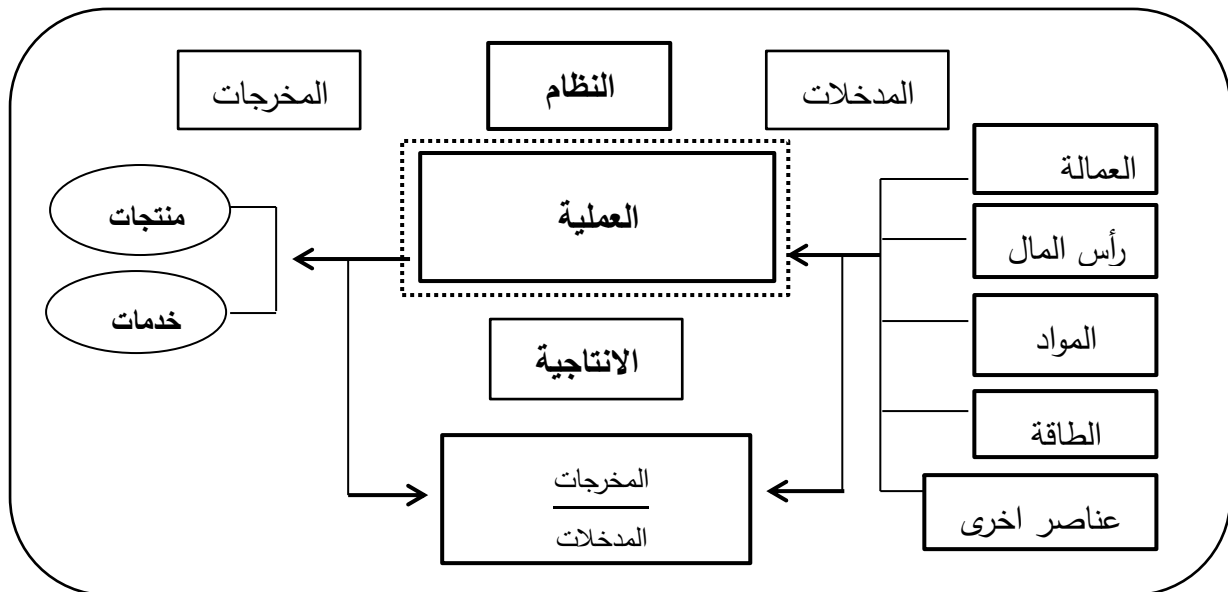 المدخلات
النظام
المخرجات
العمالة
رأس المال
المواد
الطاقة
عناصر اخرى
العملية
منتجات
خدمات
الانتاجية
المخرجات
المدخلات